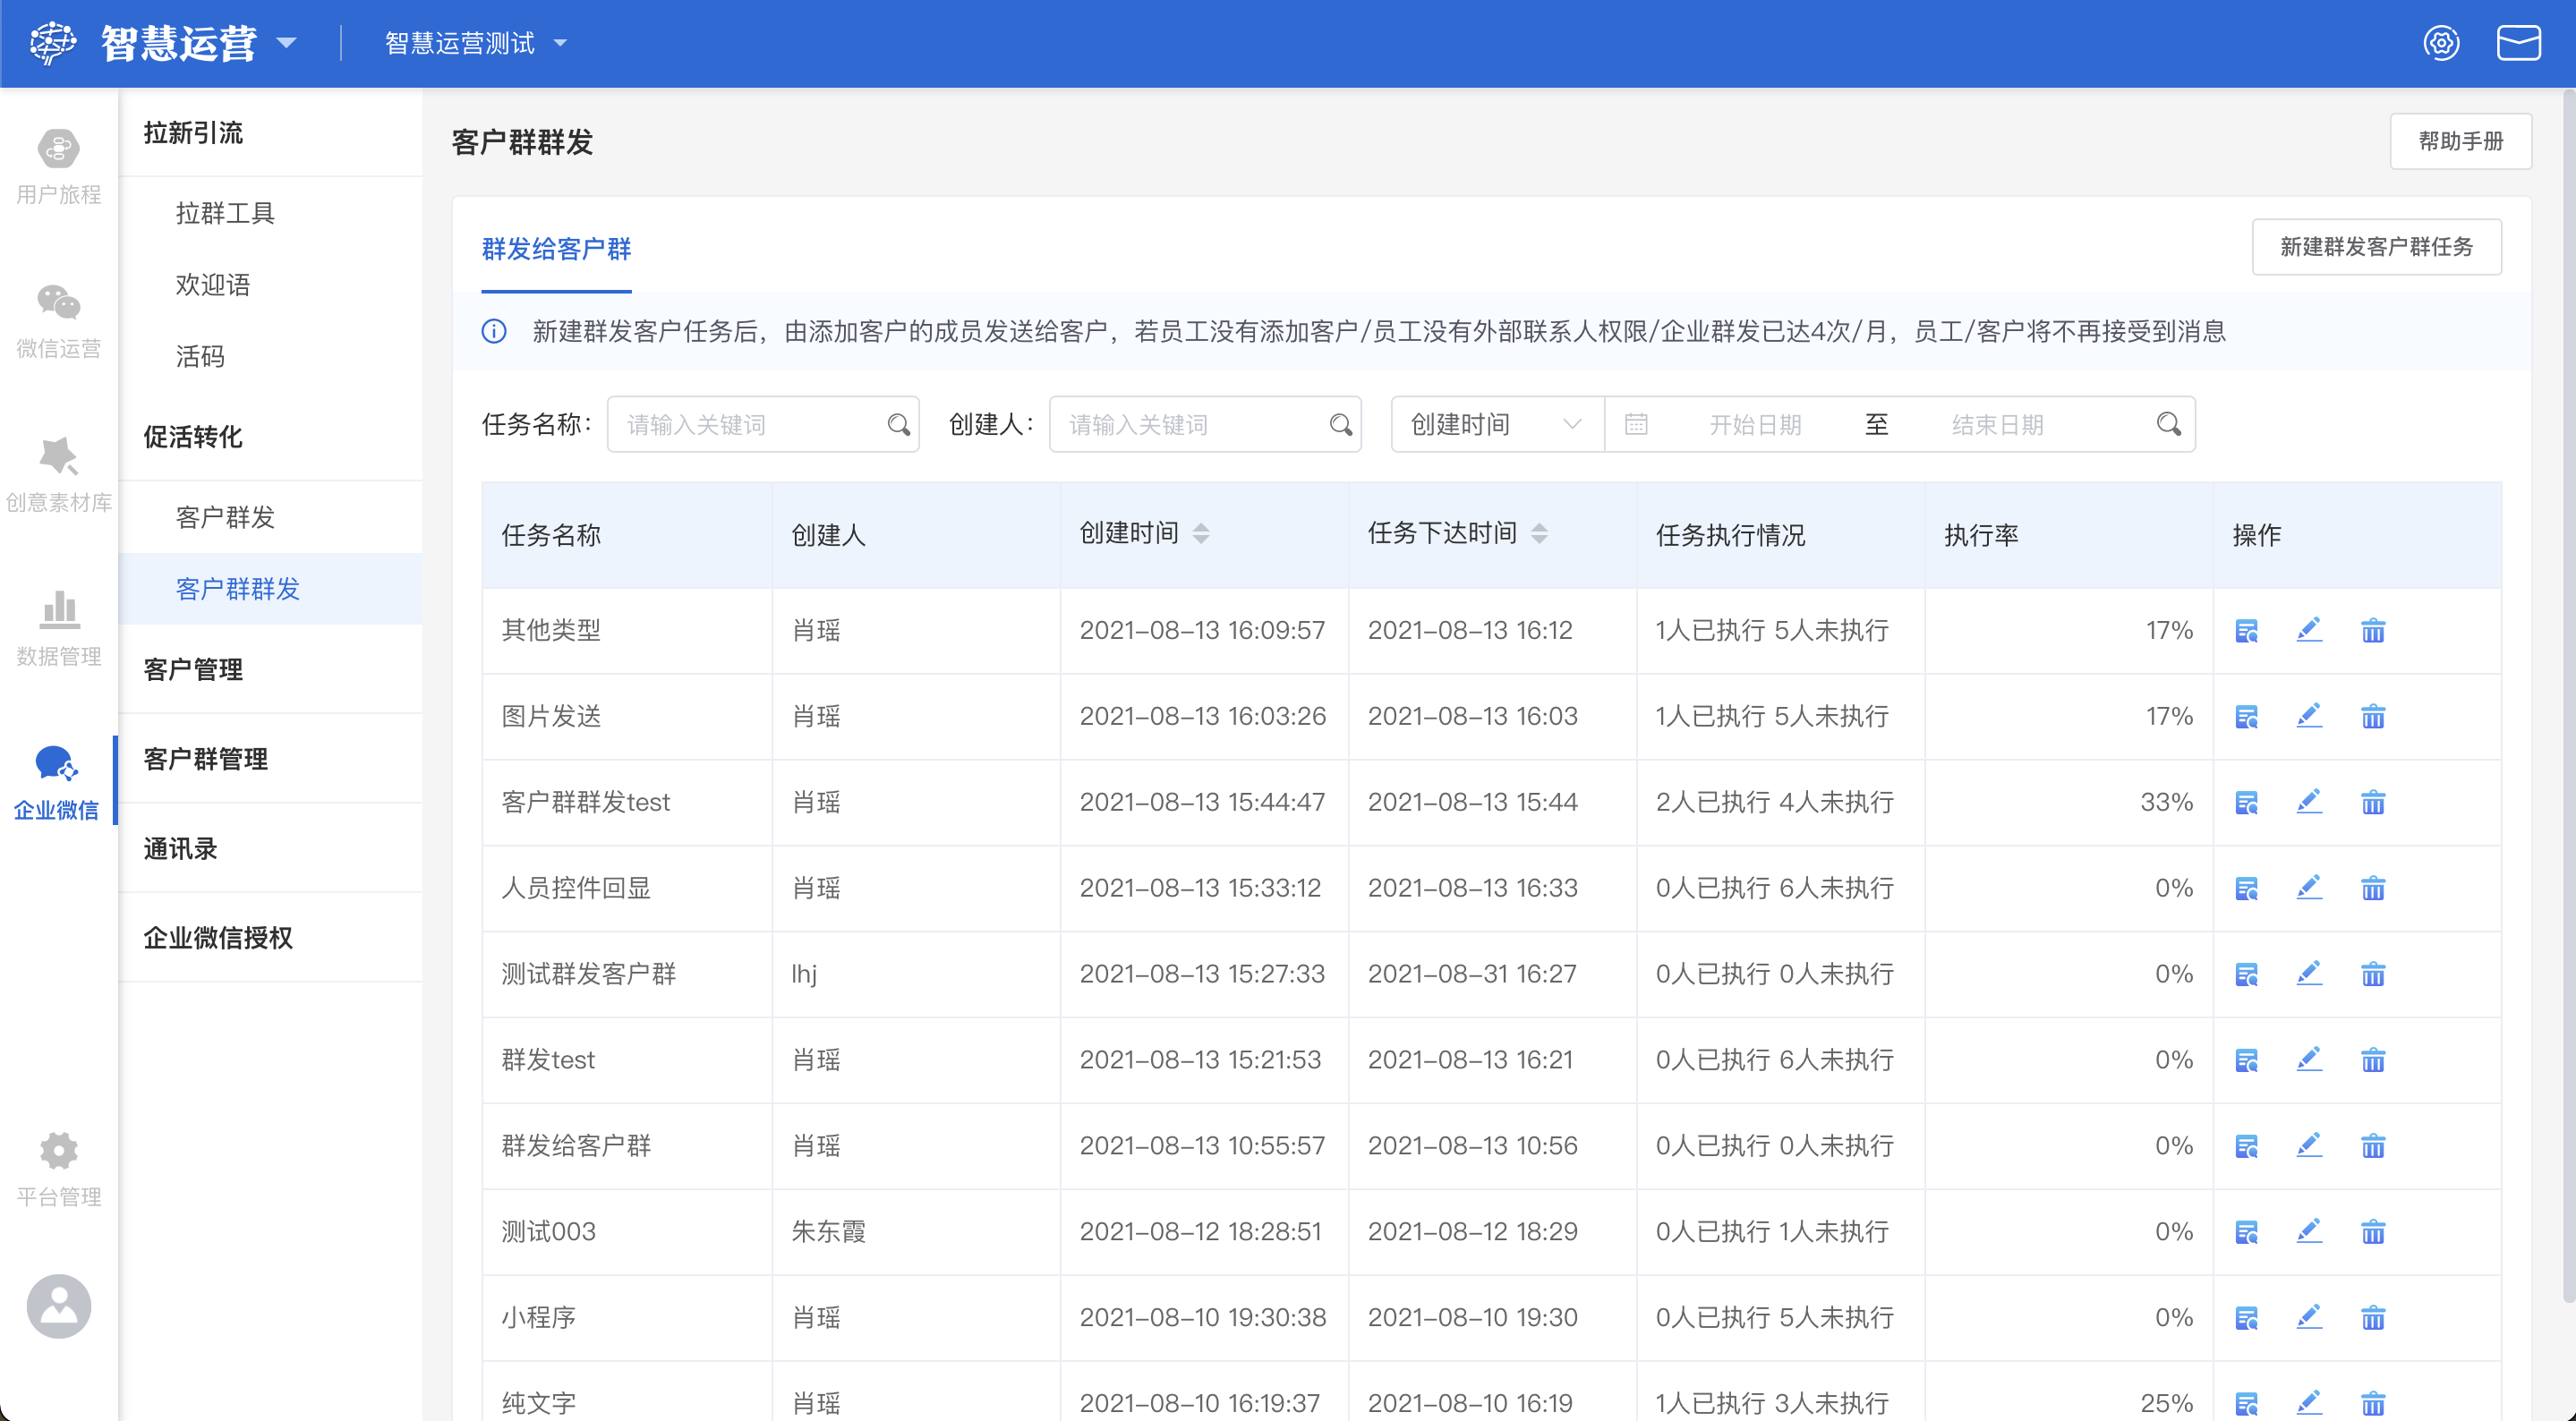 智慧运营
智慧运营测试
用户旅程
微信运营
创意素材库
数据管理
企业微信
平台管理
拉新引流
拉群工具
欢迎语
活码
促活转化
客户群发
客户群群发
客户管理
客户群管理
通讯录
企业微信授权
客户群群发
帮助手册
群发给客户群
新建群发客户群任务
新建群发客户任务后，由添加客户的成员发送给客户，若员工没有添加客户/员工没有外部联系人权限/企业群发已达4次/月，员工/客户将不再接受到消息
任务名称： 请输入关键词 创建人： 请输入关键词 创建时间 开始日期 至 结束日期
任务名称 创建人 创建时间 任务下达时间 任务执行情况 执行率 操作
其他类型 肖瑶 2021-08-13 16:09:57 2021-08-13 16:12 1人已执行 5人未执行 17%
图片发送 肖瑶 2021-08-13 16:03:26 2021-08-13 16:03 1人已执行 5人未执行 17%
客户群群发test 肖瑶 2021-08-13 15:44:47 2021-08-13 15:44 2人已执行 4人未执行 33%
人员控件回显 肖瑶 2021-08-13 15:33:12 2021-08-13 16:33 0人已执行 6人未执行 0%
测试群发客户群 lhj 2021-08-13 15:27:33 2021-08-31 16:27 0人已执行 0人未执行 0%
群发test 肖瑶 2021-08-13 15:21:53 2021-08-13 16:21 0人已执行 6人未执行 0%
群发给客户群 肖瑶 2021-08-13 10:55:57 2021-08-13 10:56 0人已执行 0人未执行 0%
测试003 朱东霞 2021-08-12 18:28:51 2021-08-12 18:29 0人已执行 1人未执行 0%
小程序 肖瑶 2021-08-10 19:30:38 2021-08-10 19:30 0人已执行 5人未执行 0%
纯文字 肖瑶 2021-08-10 16:19:37 2021-08-10 16:19 1人已执行 3人未执行 25%